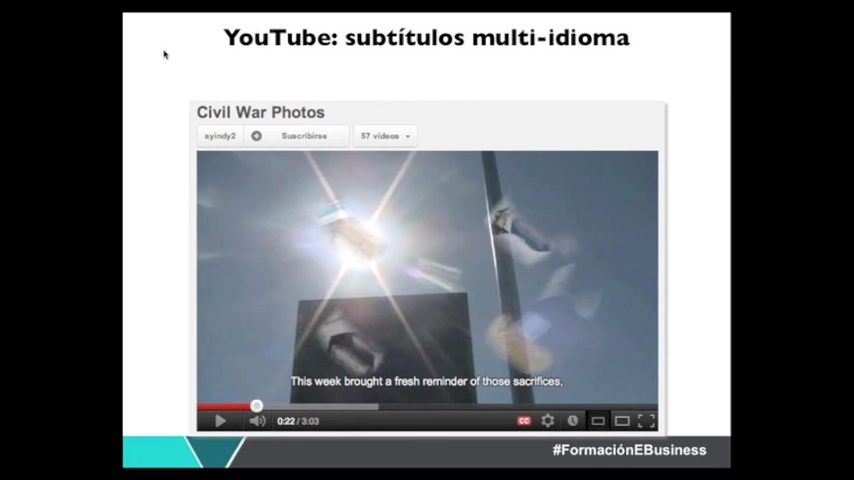 YouTube: subtítulos multi-idioma
Civil War Photos
syindy2 Suscribirse 57 vídeos
This week brought a fresh reminder of those sacrifices,
0:22 / 3:03 CC
#FormaciónEBusiness